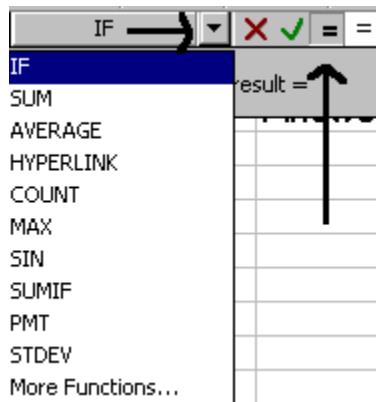 IF = =
IF
esult =
SUM
AVERAGE
HYPERLINK
COUNT
MAX
SIN
SUMIF
PMT
STDEV
More Functions...